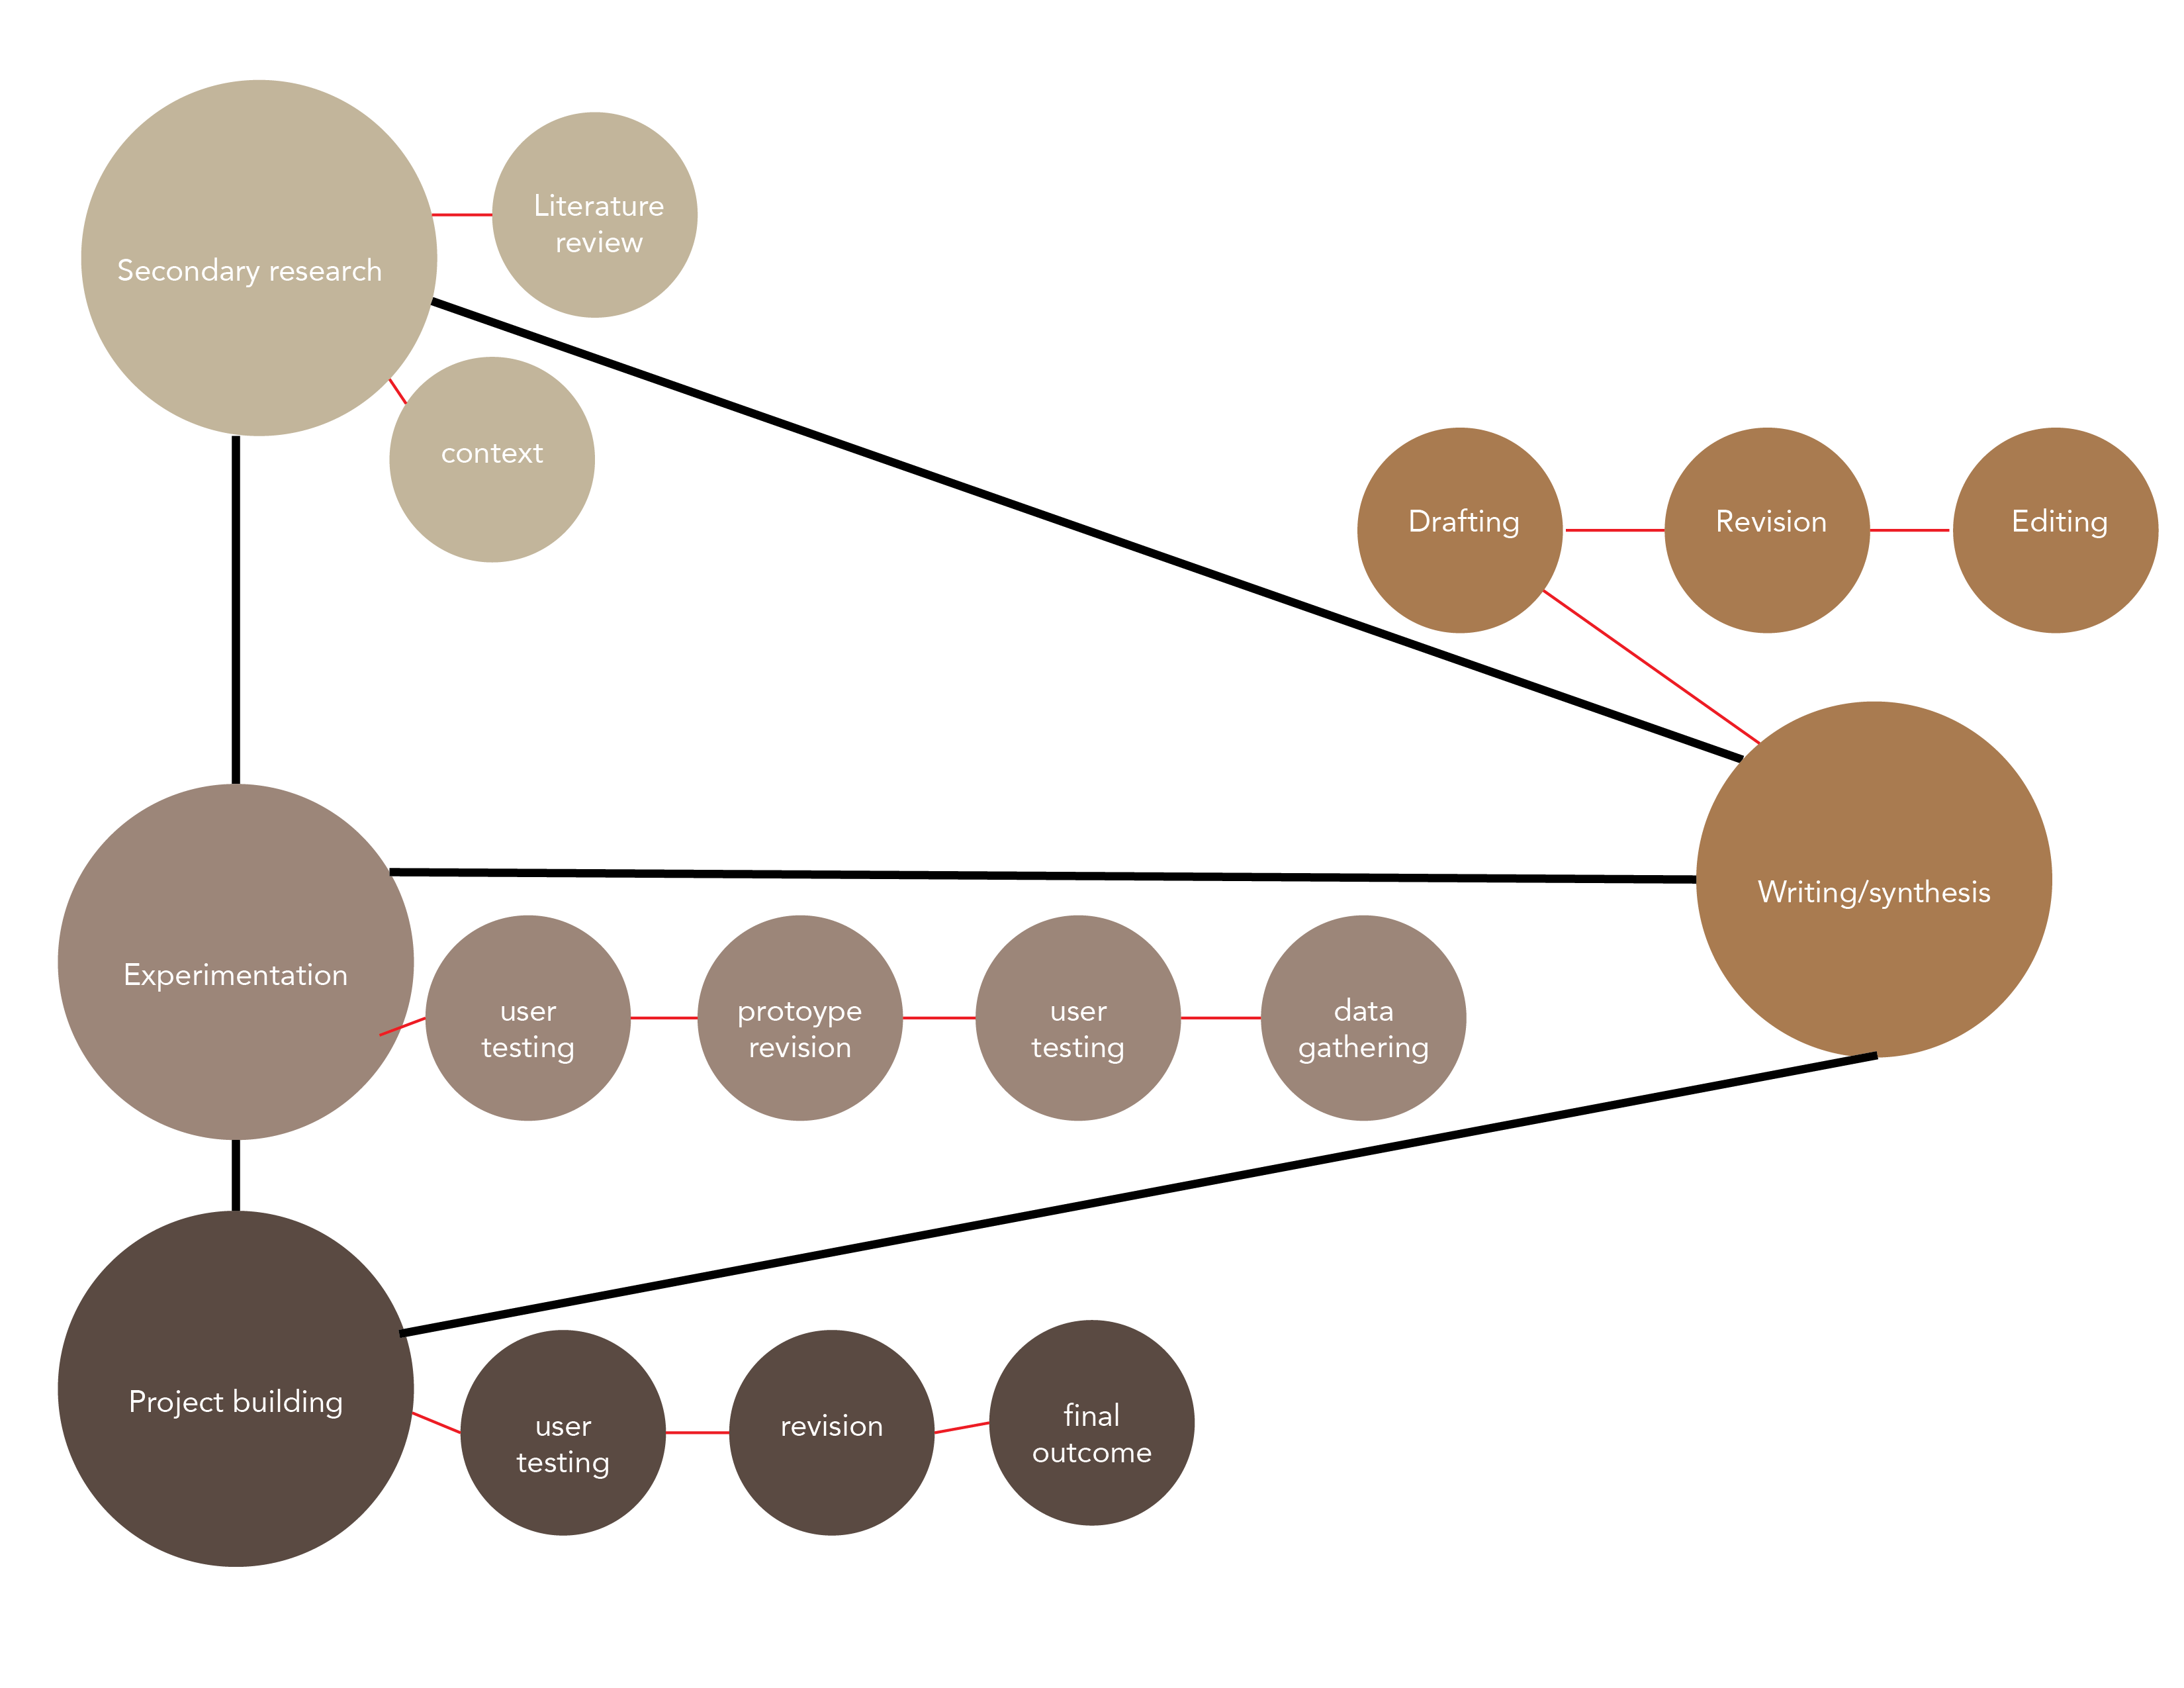 Secondary research
Literature
review
context
Drafting
Revision
Editing
Writing/synthesis
Experimentation
user
testing
protoype
revision
user
testing
data
gathering
Project building
user
testing
revision
final
outcome